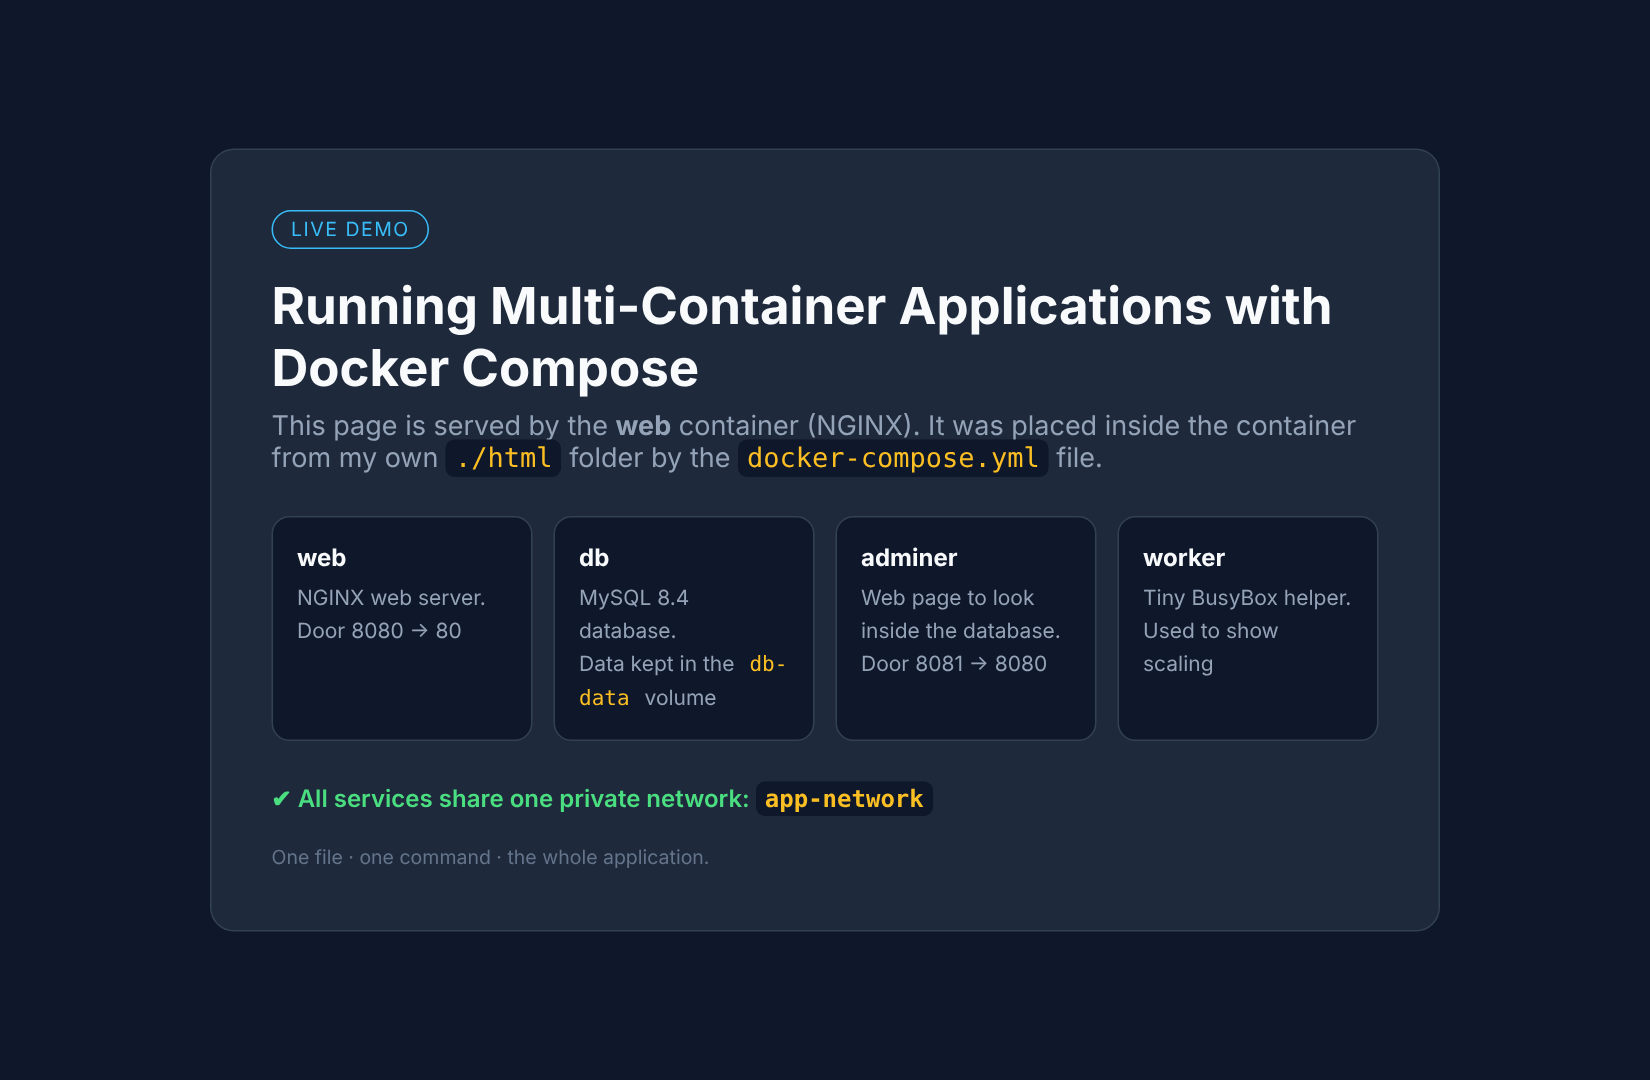 LIVE DEMO
Running Multi-Container Applications with
Docker Compose
This page is served by the web container (NGINX). It was placed inside the container
from my own ./html folder by the docker-compose.yml file.
web
NGINX web server.
Door 8080 → 80
db
MySQL 8.4
database.
Data kept in the db-
data volume
adminer
Web page to look
inside the database.
Door 8081 → 8080
worker
Tiny BusyBox helper.
Used to show
scaling
✔ All services share one private network: app-network
One file · one command · the whole application.